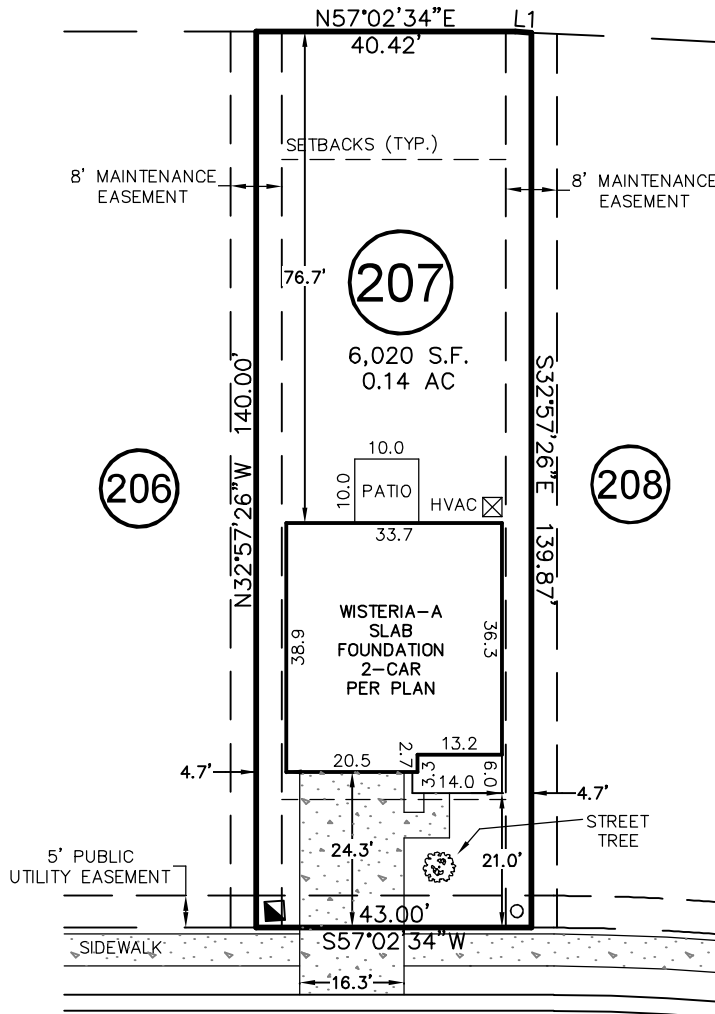 N57°02'34"E
L1
40.42'
SETBACKS (TYP.)
8' MAINTENANCE
EASEMENT
8' MAINTENANCE
EASEMENT
76.7'
207
6,020 S.F.
0.14 AC
N32°57'26"W 140.00'
S32°57'26"E 139.87'
206
208
10.0
10.0
PATIO
HVAC
33.7
WISTERIA-A
SLAB
FOUNDATION
2-CAR
PER PLAN
38.9
36.3
20.5
2.7
13.2
3.3
6.0
14.0
4.7'
4.7'
STREET
TREE
24.3'
21.0'
5' PUBLIC
UTILITY EASEMENT
43.00'
S57°02'34"W
SIDEWALK
16.3'